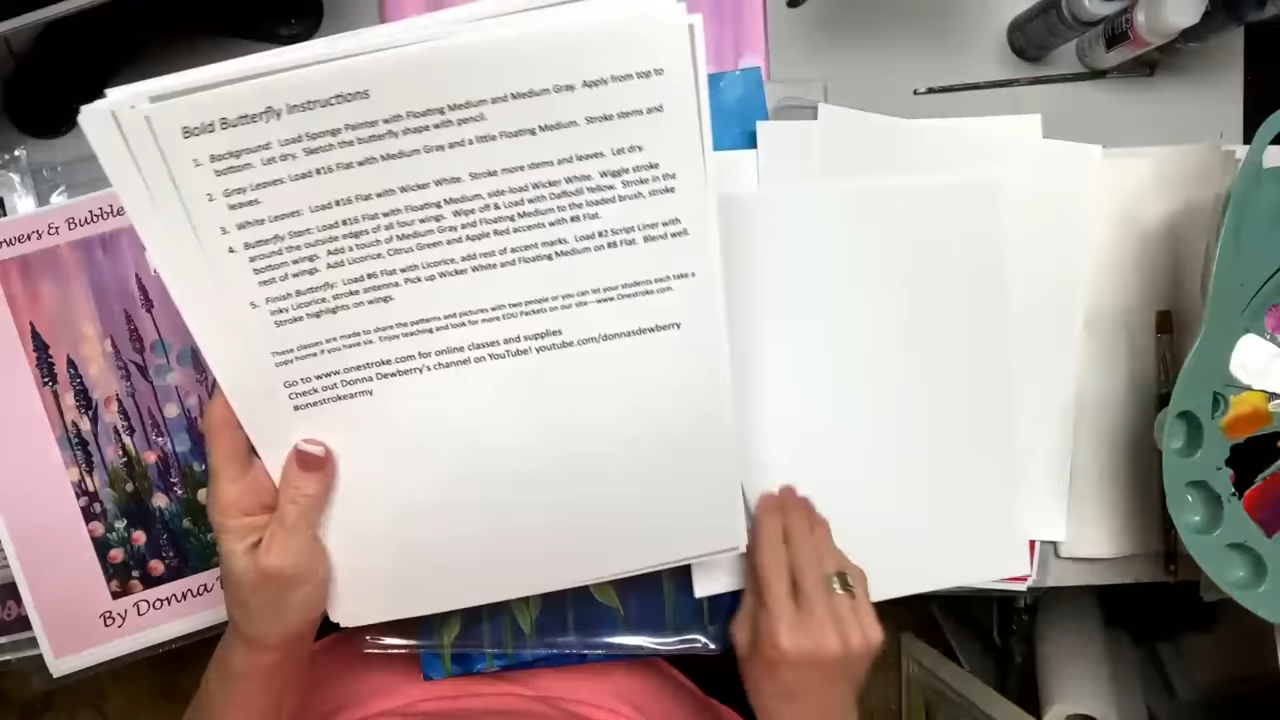 Bold Butterfly Instructions
1. Background: Load Sponge Painter with Floating Medium and Medium Gray. Apply from top to
bottom. Let dry. Sketch the butterfly shape with pencil.
2. Gray Leaves: Load #16 Flat with Medium Gray and a little Floating Medium. Stroke stems and
leaves.
3. White Leaves: Load #16 Flat with Wicker White. Stroke more stems and leaves. Let dry.
4. Butterfly Start: Load #16 Flat with Floating Medium, side-load Wicker White. Wiggle stroke
around the outside edges of all four wings. Wipe off & Load with Daffodil Yellow. Stroke in the
bottom wings. Add a touch of Medium Gray and Floating Medium to the loaded brush, stroke
rest of wings. Add Licorice, Citrus Green and Apple Red accents with #8 Flat.
5. Finish Butterfly: Load #6 Flat with Licorice, add rest of accent marks. Load #2 Script Liner with
inky Licorice, stroke antenna. Pick up Wicker White and Floating Medium on #8 Flat. Blend well.
Stroke highlights on wings.
These classes are made to share the patterns and pictures with two people or you can let your students each take a
copy home if you have six. Enjoy teaching and look for more EDU Packets on our site—www.Onestroke.com.
Go to www.onestroke.com for online classes and supplies
Check out Donna Dewberry's channel on YouTube! youtube.com/donnasdewberry
#onestrokearmy
owers & Bubble
By Donna